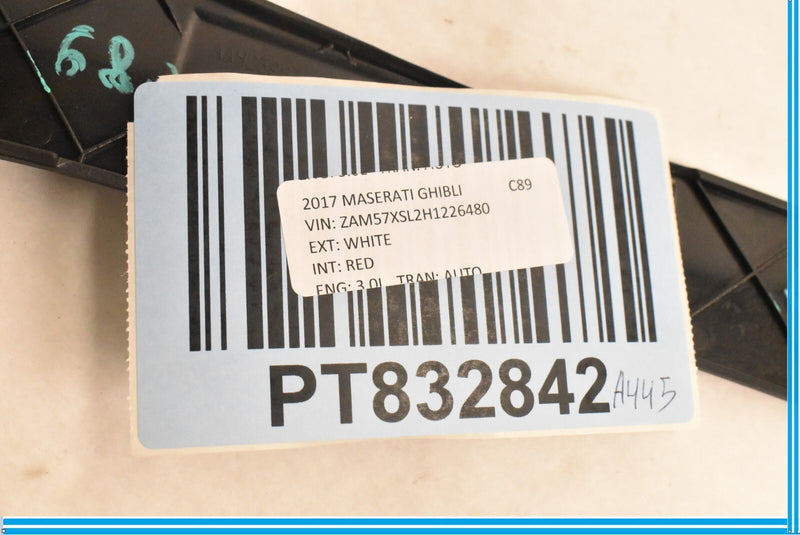 68
2017 MASERATI GHIBLI C89
VIN: ZAM57XSL2H1226480
EXT: WHITE
INT: RED
ENG: 3.0L TRAN: AUTO
PT832842 A445